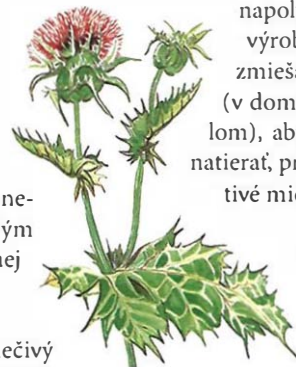 napol
výrob
zmieša
(v dom
lom), ab
natierať, pr
tivé mie
ne-
ým
nej
ečivý